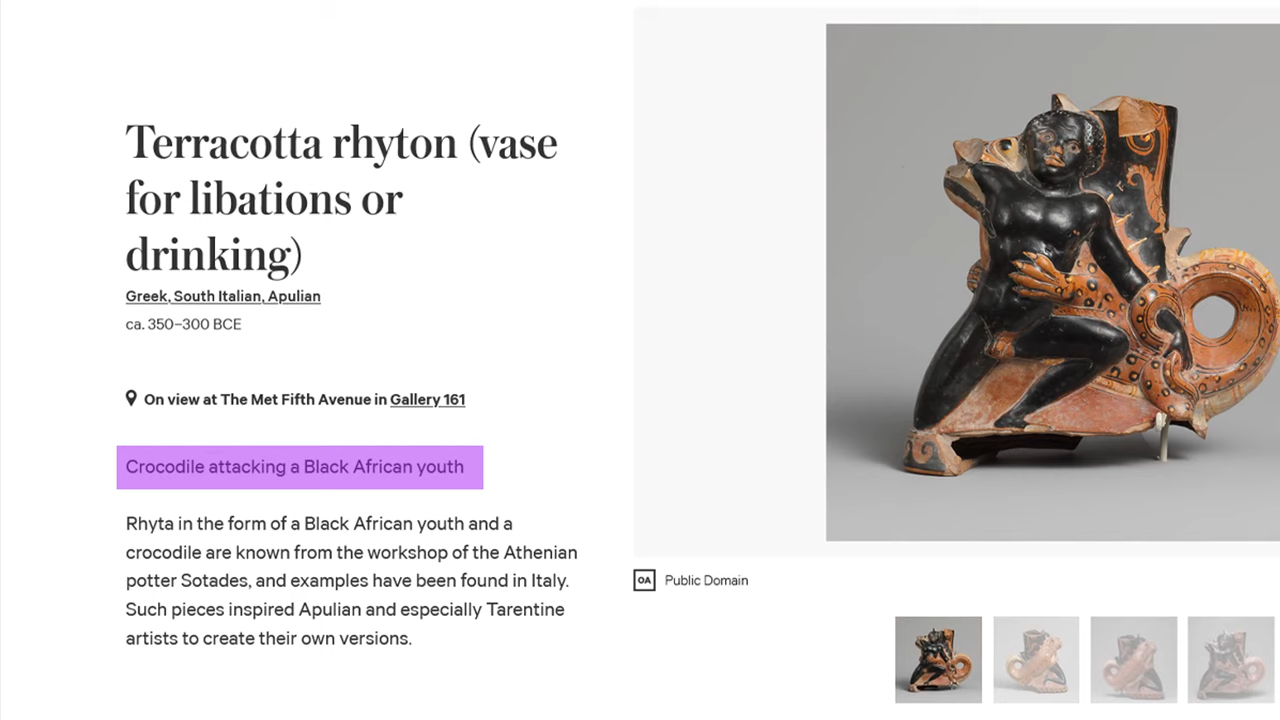 Terracotta rhyton (vase
for libations or
drinking)
Greek, South Italian, Apulian
ca. 350–300 BCE
On view at The Met Fifth Avenue in Gallery 161
Crocodile attacking a Black African youth
Rhyta in the form of a Black African youth and a
crocodile are known from the workshop of the Athenian
potter Sotades, and examples have been found in Italy.
Such pieces inspired Apulian and especially Tarentine
artists to create their own versions.
OA Public Domain